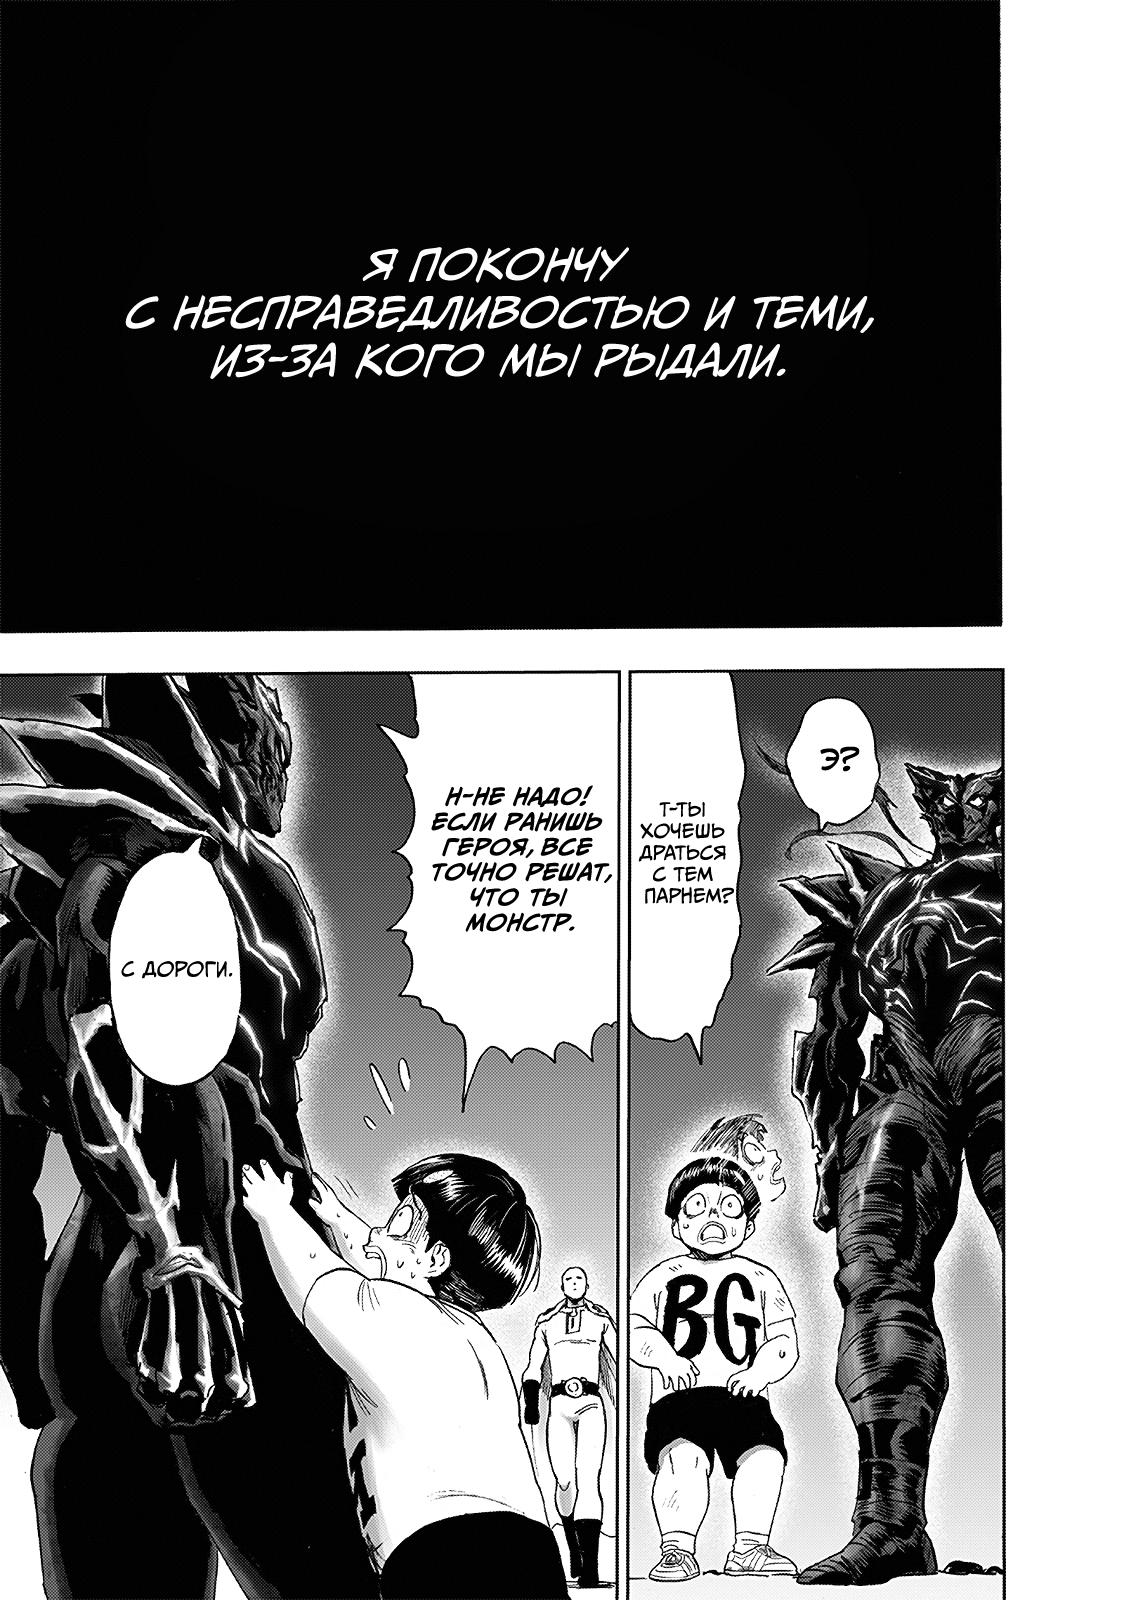 Я ПОКОНЧУ
С НЕСПРАВЕДЛИВОСТЬЮ И ТЕМИ,
ИЗ-ЗА КОГО МЫ РЫДАЛИ.
Э?
Т-ТЫ
ХОЧЕШЬ
ДРАТЬСЯ
С ТЕМ
ПАРНЕМ?
BG
Н-НЕ НАДО!
ЕСЛИ РАНИШЬ
ГЕРОЯ, ВСЕ
ТОЧНО РЕШАТ,
ЧТО ТЫ
МОНСТР.
С ДОРОГИ.